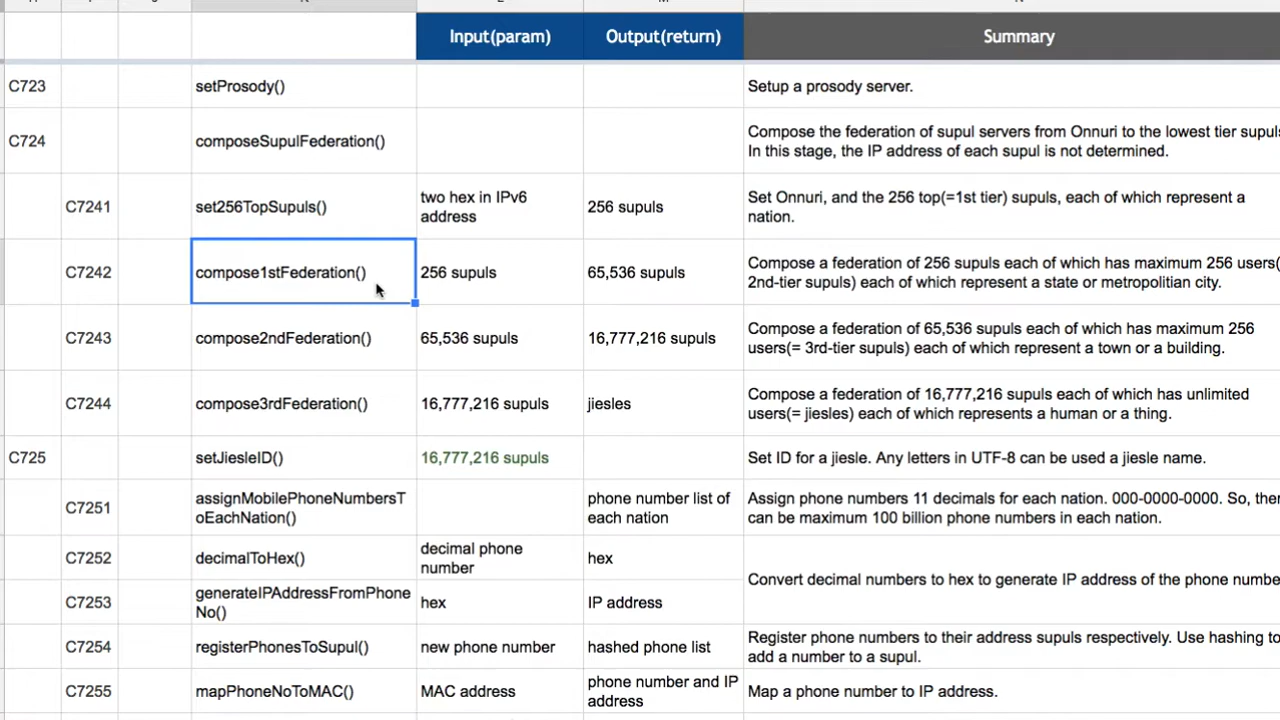 Input(param) Output(return) Summary
C723 setProsody() Setup a prosody server.
C724 composeSupulFederation() Compose the federation of supul servers from Onnuri to the lowest tier supuls
In this stage, the IP address of each supul is not determined.
C7241 set256TopSupuls() two hex in IPv6
address
256 supuls
Set Onnuri, and the 256 top(=1st tier) supuls, each of which represent a
nation.
C7242 compose1stFederation() 256 supuls 65,536 supuls
Compose a federation of 256 supuls each of which has maximum 256 users(
2nd-tier supuls) each of which represent a state or metropolitian city.
C7243 compose2ndFederation() 65,536 supuls 16,777,216 supuls
Compose a federation of 65,536 supuls each of which has maximum 256
users(= 3rd-tier supuls) each of which represent a town or a building.
C7244 compose3rdFederation() 16,777,216 supuls jiesles
Compose a federation of 16,777,216 supuls each of which has unlimited
users(= jiesles) each of which represents a human or a thing.
C725 setJiesleID() 16,777,216 supuls Set ID for a jiesle. Any letters in UTF-8 can be used a jiesle name.
C7251 assignMobilePhoneNumbersT
oEachNation()
phone number list of
each nation
Assign phone numbers 11 decimals for each nation. 000-0000-0000. So, ther
can be maximum 100 billion phone numbers in each nation.
C7252 decimalToHex() decimal phone
number
hex
Convert decimal numbers to hex to generate IP address of the phone numbe
C7253 generateIPAddressFromPhone
No()
hex IP address
C7254 registerPhonesToSupul() new phone number hashed phone list
Register phone numbers to their address supuls respectively. Use hashing to
add a number to a supul.
C7255 mapPhoneNoToMAC() MAC address phone number and IP
address
Map a phone number to IP address.